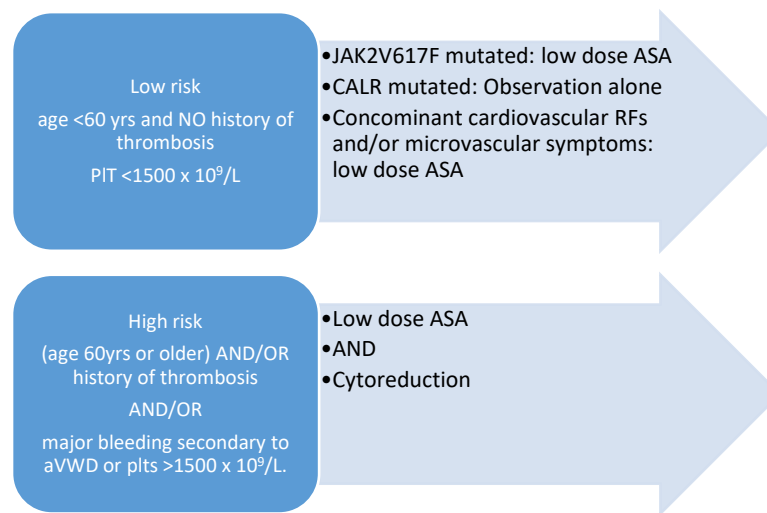 Low risk
age <60 yrs and NO history of
thrombosis
PlT <1500 x 10⁹/L
•JAK2V617F mutated: low dose ASA
•CALR mutated: Observation alone
•Concominant cardiovascular RFs
and/or microvascular symptoms:
low dose ASA
High risk
(age 60yrs or older) AND/OR
history of thrombosis
AND/OR
major bleeding secondary to
aVWD or plts >1500 x 10⁹/L.
•Low dose ASA
•AND
•Cytoreduction